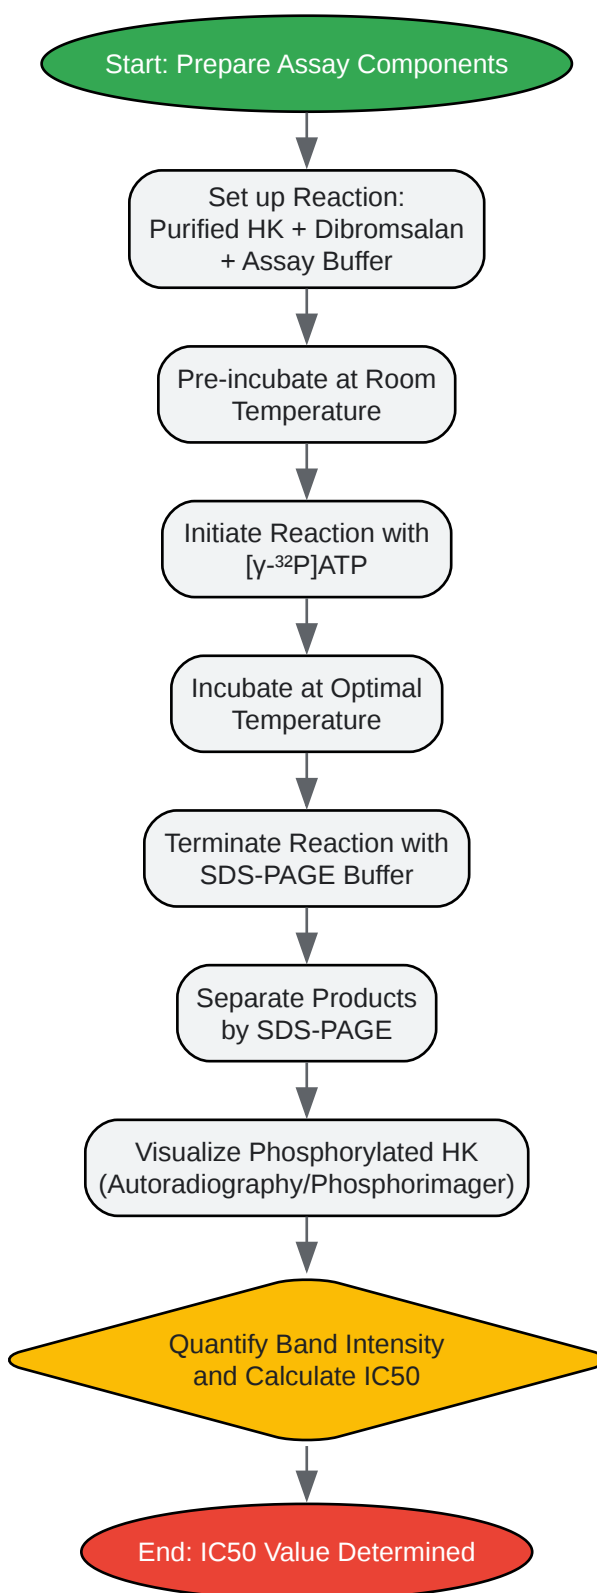 Start: Prepare Assay Components
Set up Reaction:
Purified HK + Dibromsalan
+ Assay Buffer
Pre-incubate at Room
Temperature
Initiate Reaction with
[γ-³²P]ATP
Incubate at Optimal
Temperature
Terminate Reaction with
SDS-PAGE Buffer
Separate Products
by SDS-PAGE
Visualize Phosphorylated HK
(Autoradiography/Phosphorimager)
Quantify Band Intensity
and Calculate IC50
End: IC50 Value Determined